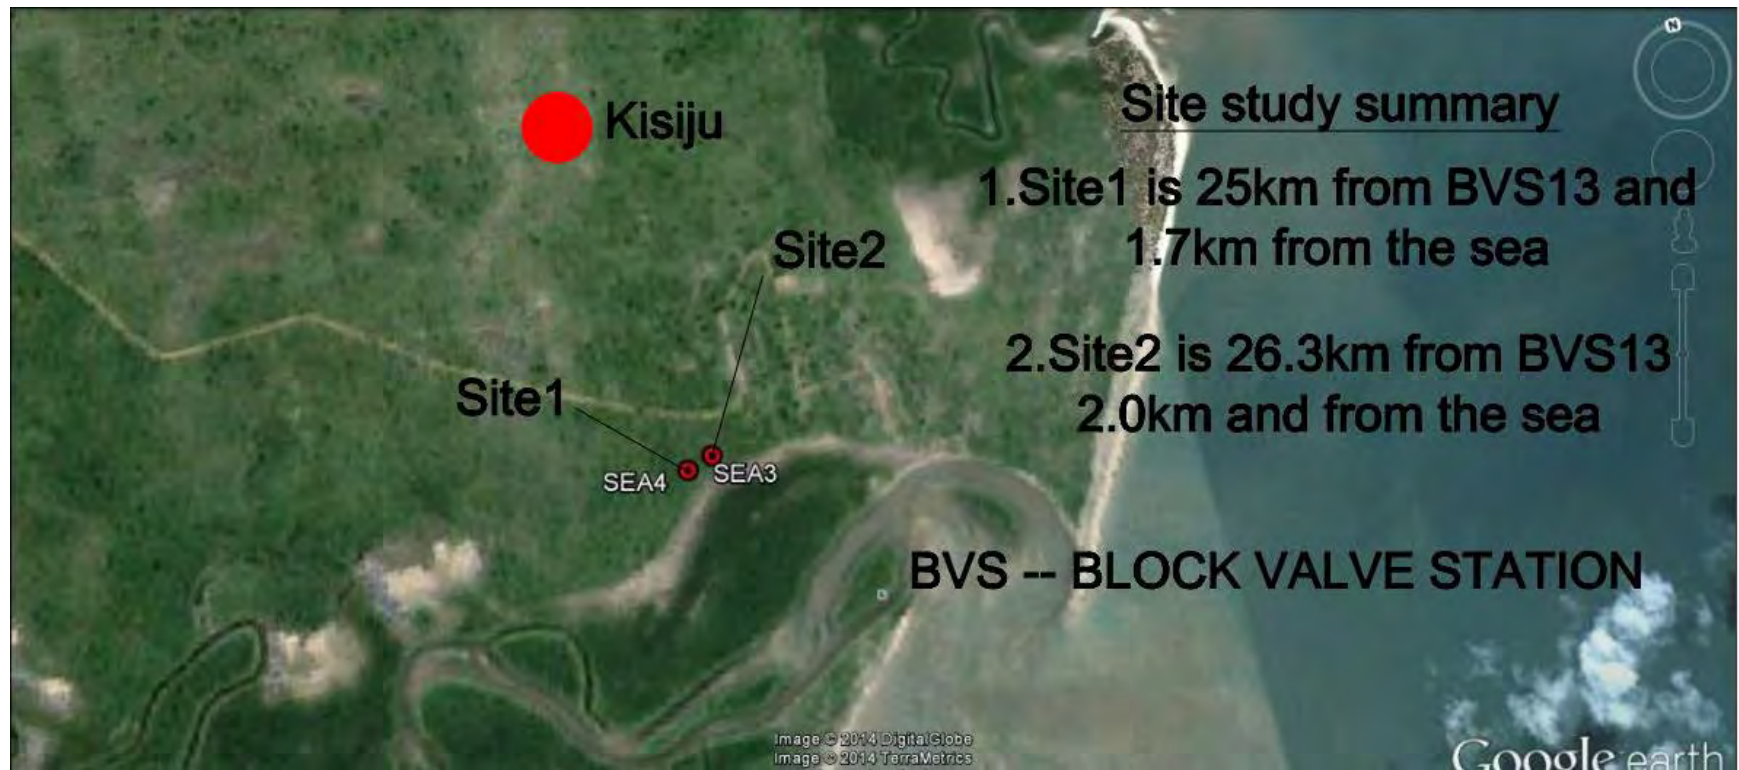 N
Kisiju
Site study summary
1.Site1 is 25km from BVS13 and
1.7km from the sea
Site2
2.Site2 is 26.3km from BVS13
2.0km and from the sea
Site1
SEA4
SEA3
BVS -- BLOCK VALVE STATION
Image © 2014 DigitalGlobe
Image © 2014 TerraMetrics
Google earth